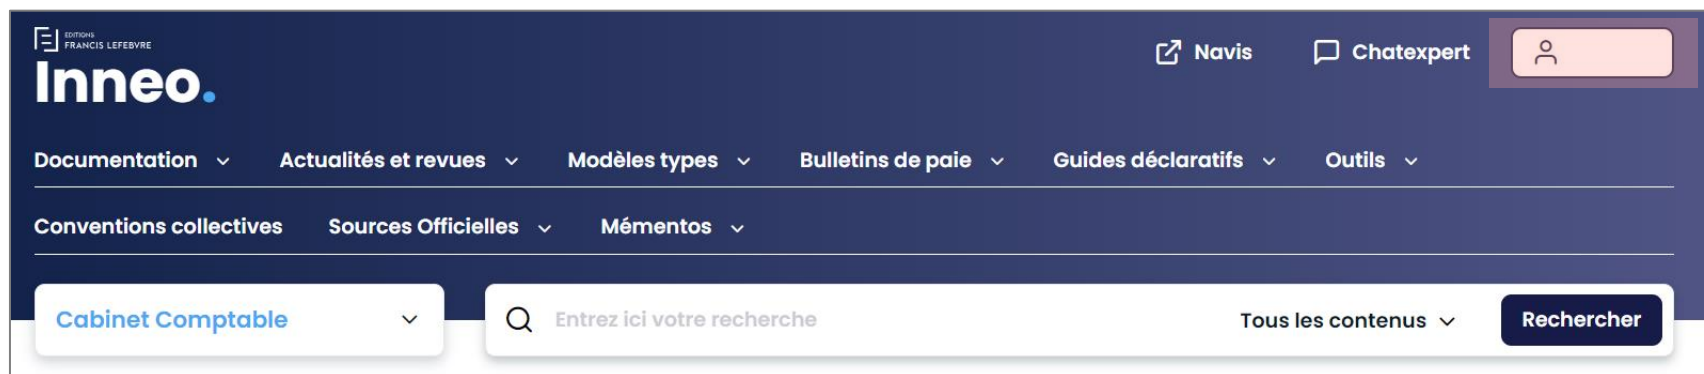 EDITIONS
FRANCIS LEFEBVRE
Inneo.
Navis
Chatexpert
Documentation
Actualités et revues
Modèles types
Bulletins de paie
Guides déclaratifs
Outils
Conventions collectives
Sources Officielles
Mémentos
Cabinet Comptable
Entrez ici votre recherche
Tous les contenus
Rechercher